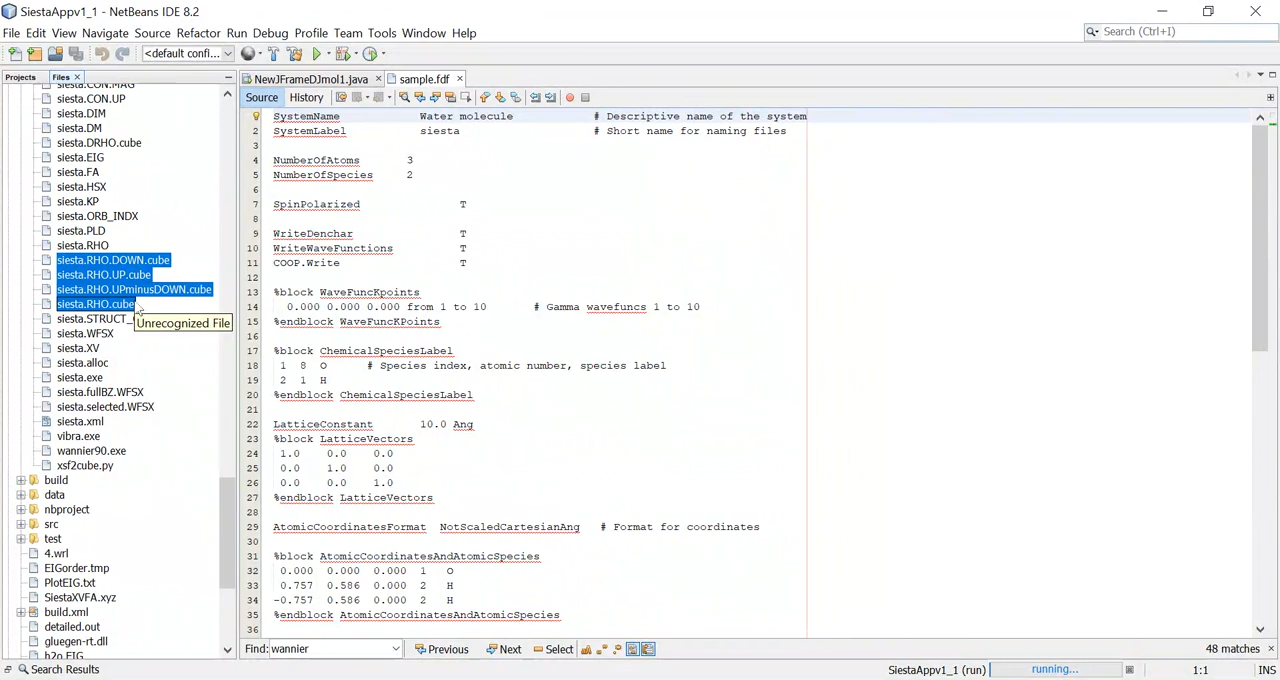 SiestaAppv1_1 - NetBeans IDE 8.2
File Edit View Navigate Source Refactor Run Debug Profile Team Tools Window Help
Search (Ctrl+I)
<default confi...
Projects Files
NewJFrameDJmol1.java sample.fdf
Source History
siesta.CON.MAG
siesta.CON.UP
siesta.DIM
siesta.DM
siesta.DRHO.cube
siesta.EIG
siesta.FA
siesta.HSX
siesta.KP
siesta.ORB_INDX
siesta.PLD
siesta.RHO
siesta.RHO.DOWN.cube
siesta.RHO.UP.cube
siesta.RHO.UPminusDOWN.cube
siesta.RHO.cube
siesta.STRUCT_
Unrecognized File
siesta.WFSX
siesta.XV
siesta.alloc
siesta.exe
siesta.fullBZ.WFSX
siesta.selected.WFSX
siesta.xml
vibra.exe
wannier90.exe
xsf2cube.py
build
data
nbproject
src
test
4.wrl
EIGorder.tmp
PlotEIG.txt
SiestaXVFA.xyz
build.xml
detailed.out
gluegen-rt.dll
h2o.EIG
SystemName Water molecule # Descriptive name of the system
2 SystemLabel siesta # Short name for naming files
3
4 NumberOfAtoms 3
5 NumberOfSpecies 2
6
7 SpinPolarized T
8
9 WriteDenchar T
10 WriteWaveFunctions T
11 COOP.Write T
12
13 %block WaveFuncKpoints
14 0.000 0.000 0.000 from 1 to 10 # Gamma wavefuncs 1 to 10
15 %endblock WaveFuncKPoints
16
17 %block ChemicalSpeciesLabel
18 1 8 O # Species index, atomic number, species label
19 2 1 H
20 %endblock ChemicalSpeciesLabel
21
22 LatticeConstant 10.0 Ang
23 %block LatticeVectors
24 1.0 0.0 0.0
25 0.0 1.0 0.0
26 0.0 0.0 1.0
27 %endblock LatticeVectors
28
29 AtomicCoordinatesFormat NotScaledCartesianAng # Format for coordinates
30
31 %block AtomicCoordinatesAndAtomicSpecies
32 0.000 0.000 0.000 1 O
33 0.757 0.586 0.000 2 H
34 -0.757 0.586 0.000 2 H
35 %endblock AtomicCoordinatesAndAtomicSpecies
36
Find: wannier Previous Next Select 48 matches
Search Results SiestaAppv1_1 (run) running... 1:1 INS